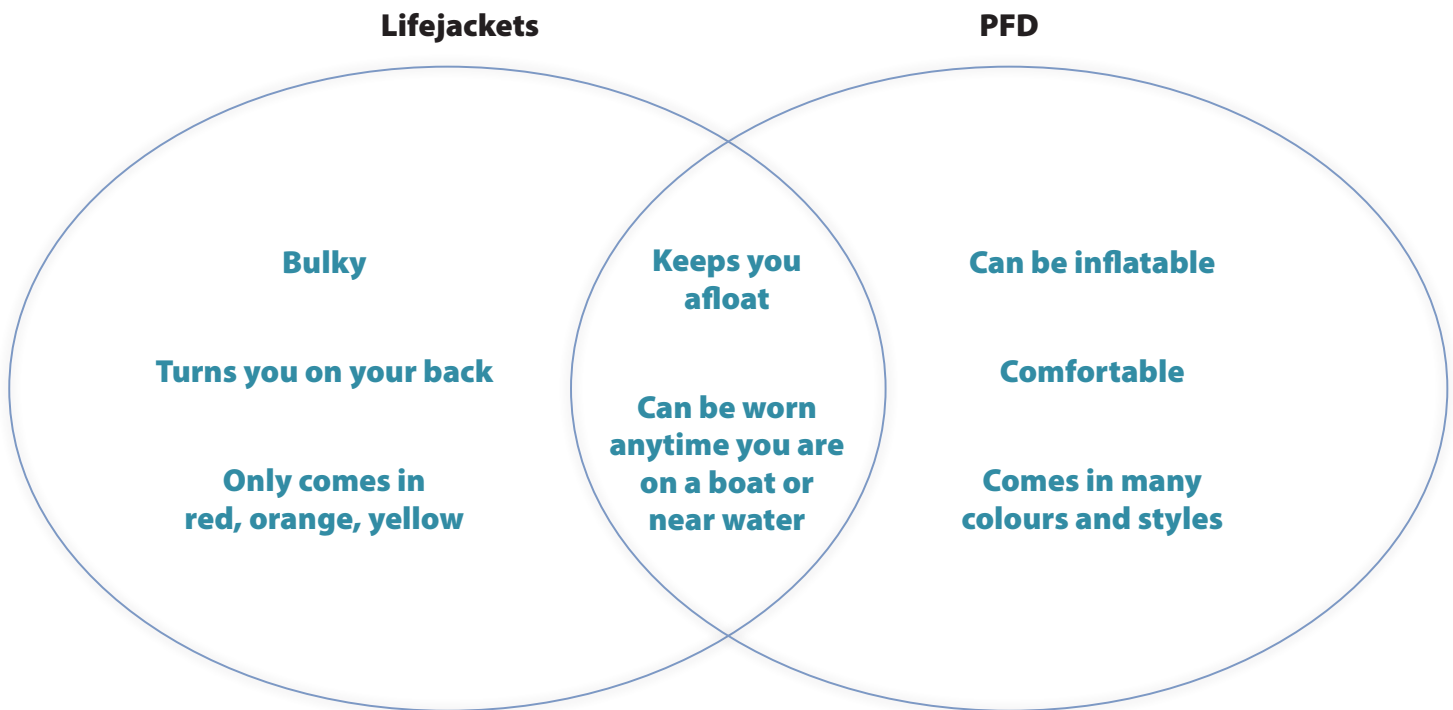 Lifejackets
PFD
Bulky
Turns you on your back
Only comes in
red, orange, yellow
Keeps you
afloat
Can be worn
anytime you are
on a boat or
near water
Can be inflatable
Comfortable
Comes in many
colours and styles